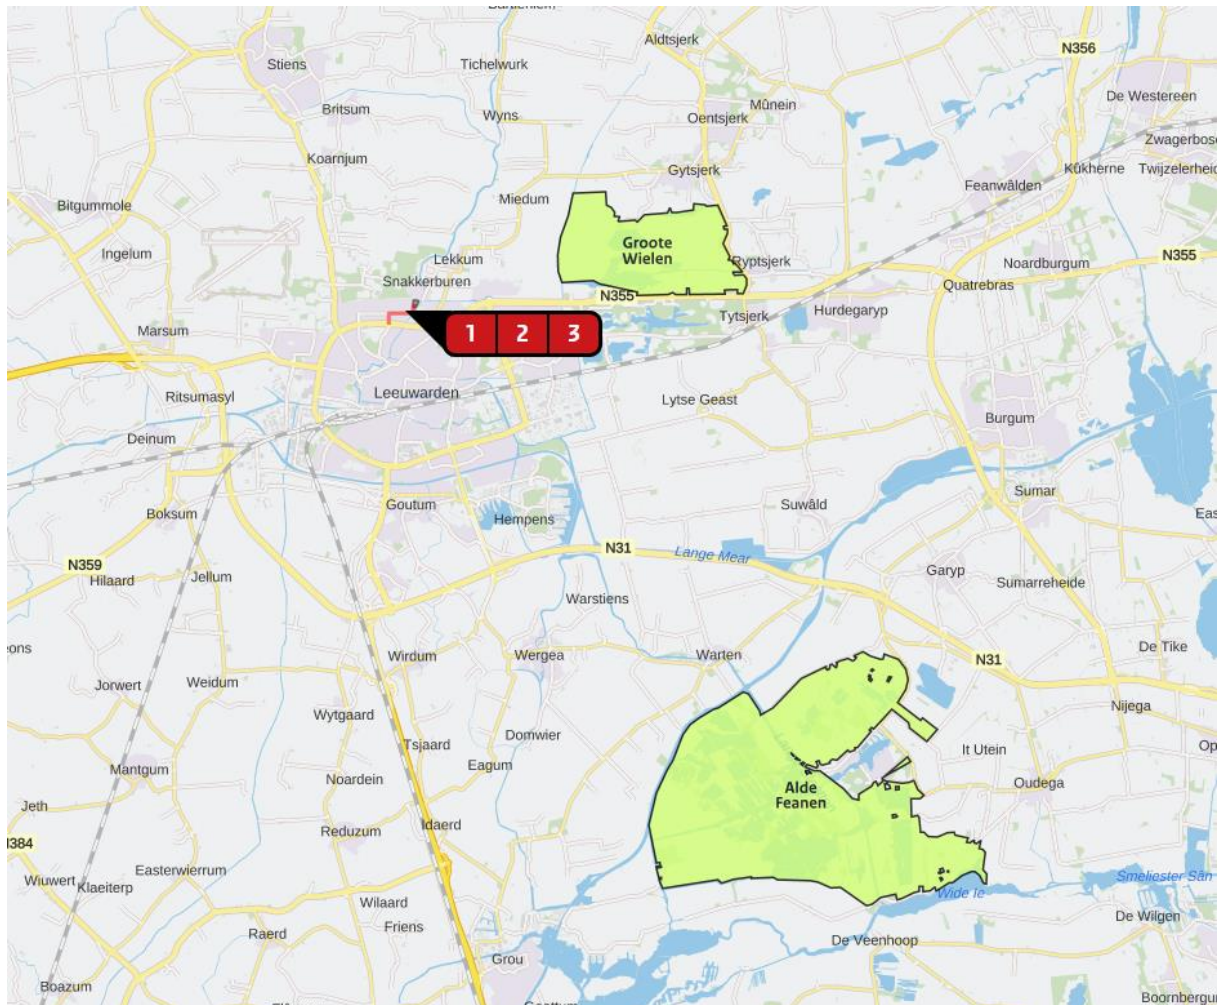 Aldtsjerk
N356
Stiens
Tichelwurk
De Westereen
Britsum
Wyns
Mûnein
Oentsjerk
Koarnjum
Gytsjerk
Kûkherne
Feanwâlden
Bitgummole
Miedum
Groote
Wielen
Ingelum
Lekkum
Ryptsjerk
Noardburgum
N355
Snakkerburen
Quatrebras
N355
Marsum
1 2 3
Tytsjerk
Hurdegaryp
Ritsumasyl
Leeuwarden
Lytse Geast
Burgum
Deinum
Sumar
Boksum
Goutum
Hempens
Suwâld
N31
Lange Mear
N359
Hilaard
Jellum
Garyp
Sumarreheide
Warstiens
Wirdum
Wergea
Warten
N31
De Tike
Jorwert
Weidum
Wytgaard
Nijega
Tsjaard
Domwier
It Utein
Mantgum
Noardein
Eagum
Oudega
Alde
Feanen
Jeth
Reduzum
Idaerd
Easterwierrum
Wiuwert
Klaeiterp
Wide Ie
Smeliester Sân
Wilaard
Friens
De Wilgen
Raerd
De Veenhoop
Grou
Boazum